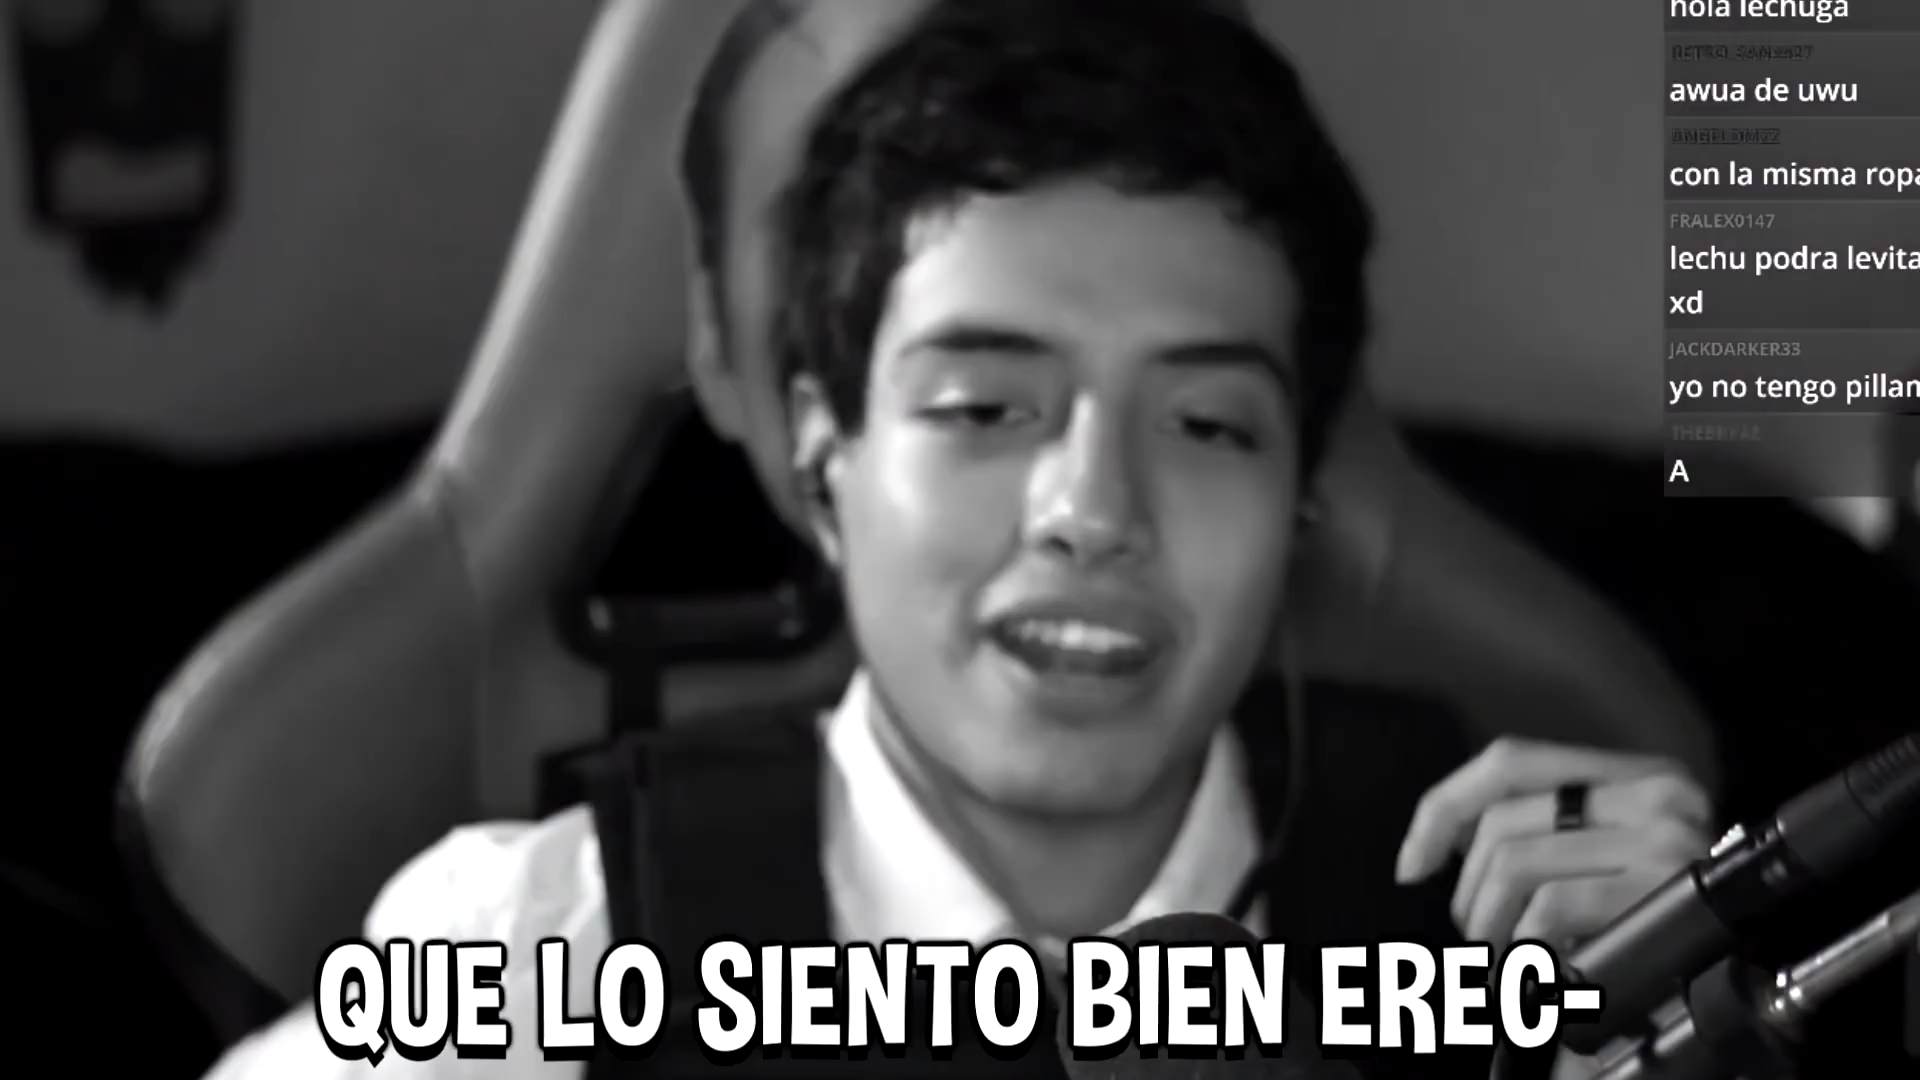 hola lechuga
awua de uwu
con la misma ropa
FRALEX0147
lechu podra levita
xd
JACKDARKER33
yo no tengo pillam
A
QUE LO SIENTO BIEN EREC-